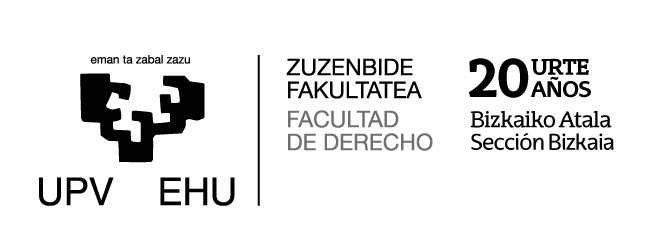 eman ta zabal zazu
UPV EHU
ZUZENBIDE
FAKULTATEA
FACULTAD
DE DERECHO
20 URTE
AÑOS
Bizkaiko Atala
Sección Bizkaia